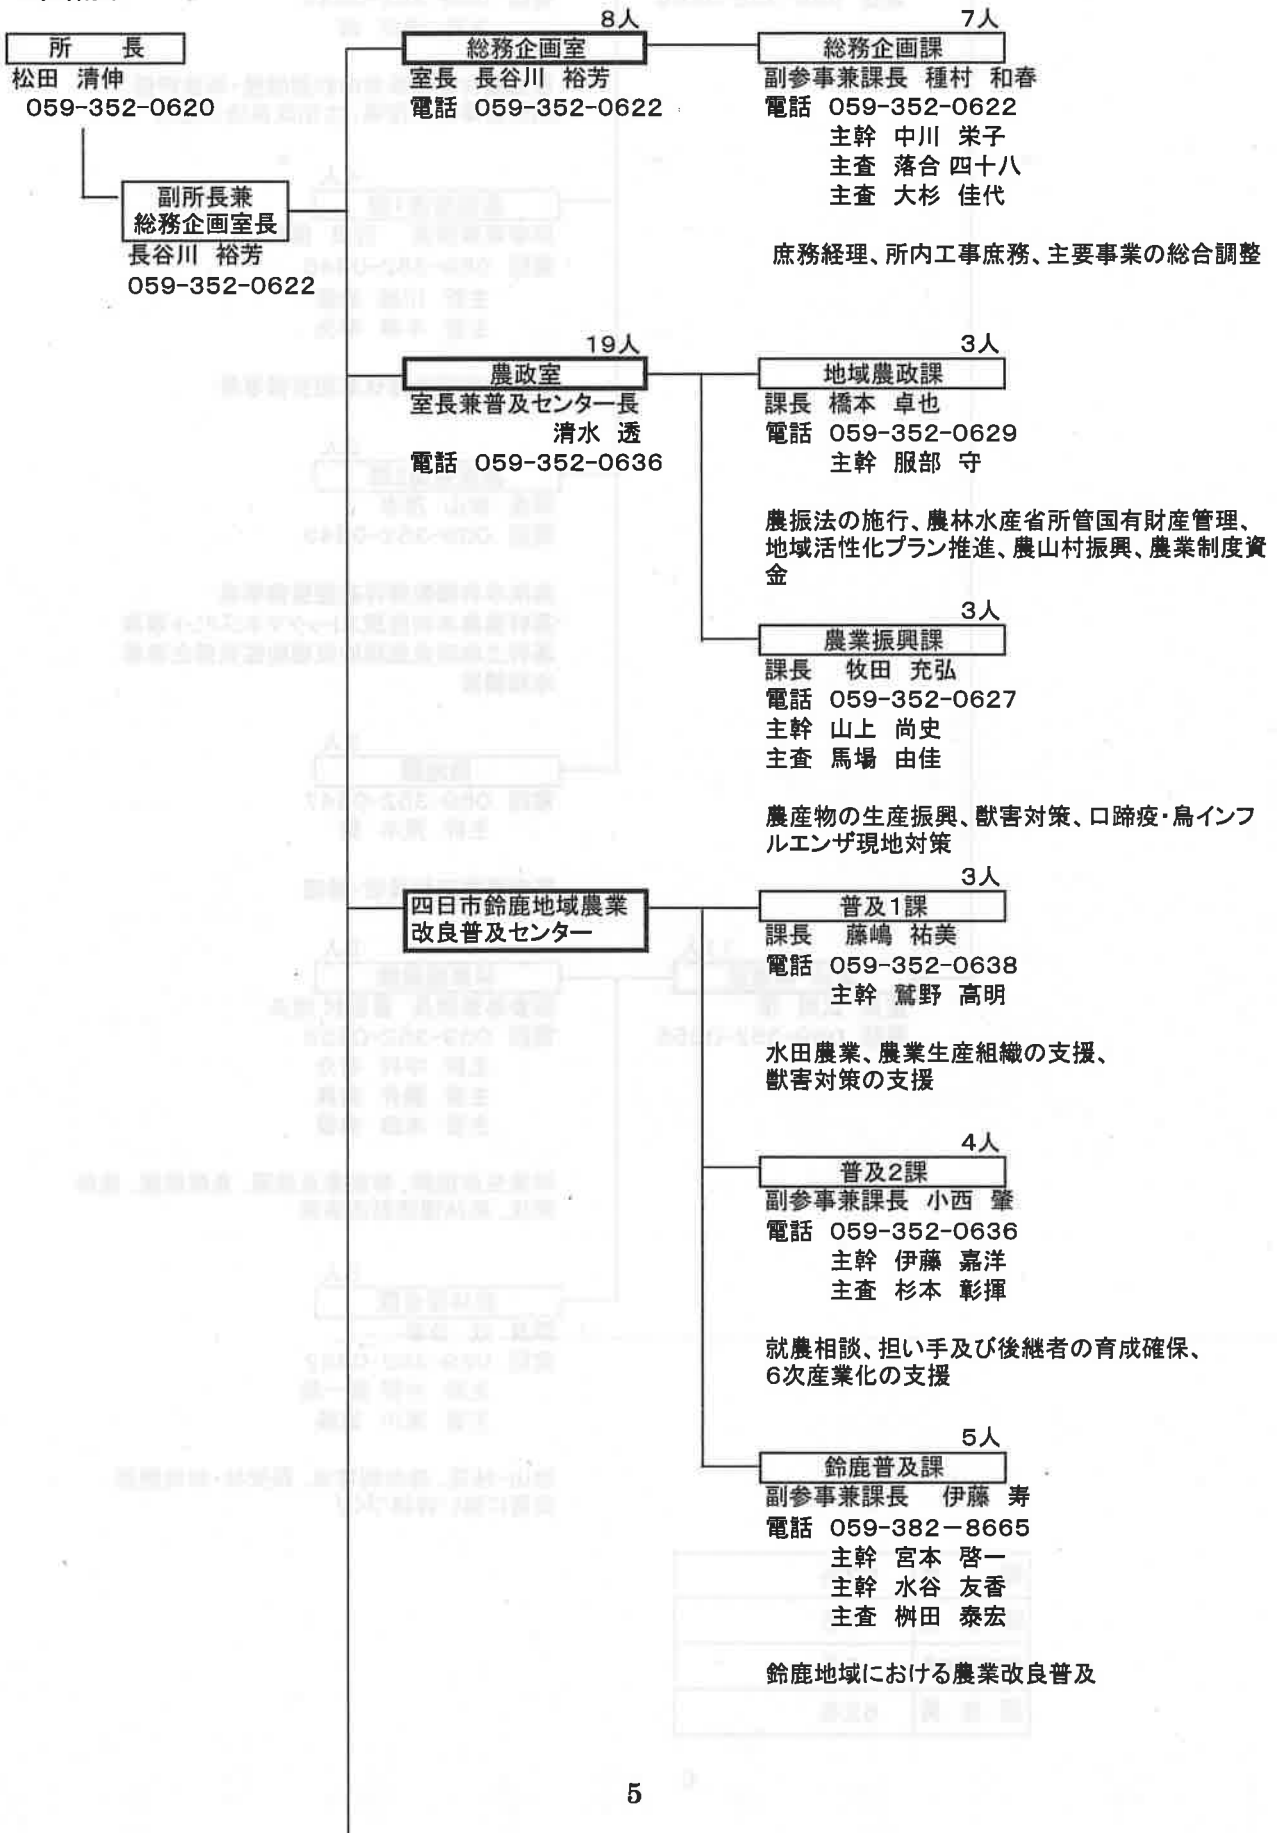 所　長
松田 清伸
059-352-0620
副所長兼
総務企画室長
長谷川 裕芳
059-352-0622
8人
総務企画室
室長 長谷川 裕芳
電話 059-352-0622
7人
総務企画課
副参事兼課長 種村 和春
電話 059-352-0622
主幹 中川 栄子
主査 落合 四十八
主査 大杉 佳代
庶務経理、所内工事庶務、主要事業の総合調整
19人
農政室
室長兼普及センター長
清水 透
電話 059-352-0636
3人
地域農政課
課長 橋本 卓也
電話 059-352-0629
主幹 服部 守
農振法の施行、農林水産省所管国有財産管理、
地域活性化プラン推進、農山村振興、農業制度資
金
3人
農業振興課
課長 牧田 充弘
電話 059-352-0627
主幹 山上 尚史
主査 馬場 由佳
農産物の生産振興、獣害対策、口蹄疫・鳥インフ
ルエンザ現地対策
四日市鈴鹿地域農業
改良普及センター
3人
普及1課
課長 藤嶋 祐美
電話 059-352-0638
主幹 鷲野 高明
水田農業、農業生産組織の支援、
獣害対策の支援
4人
普及2課
副参事兼課長 小西 肇
電話 059-352-0636
主幹 伊藤 嘉洋
主査 杉本 彰揮
就農相談、担い手及び後継者の育成確保、
6次産業化の支援
5人
鈴鹿普及課
副参事兼課長 伊藤 寿
電話 059-382－8665
主幹 宮本 啓一
主幹 水谷 友香
主査 桝田 泰宏
鈴鹿地域における農業改良普及
5